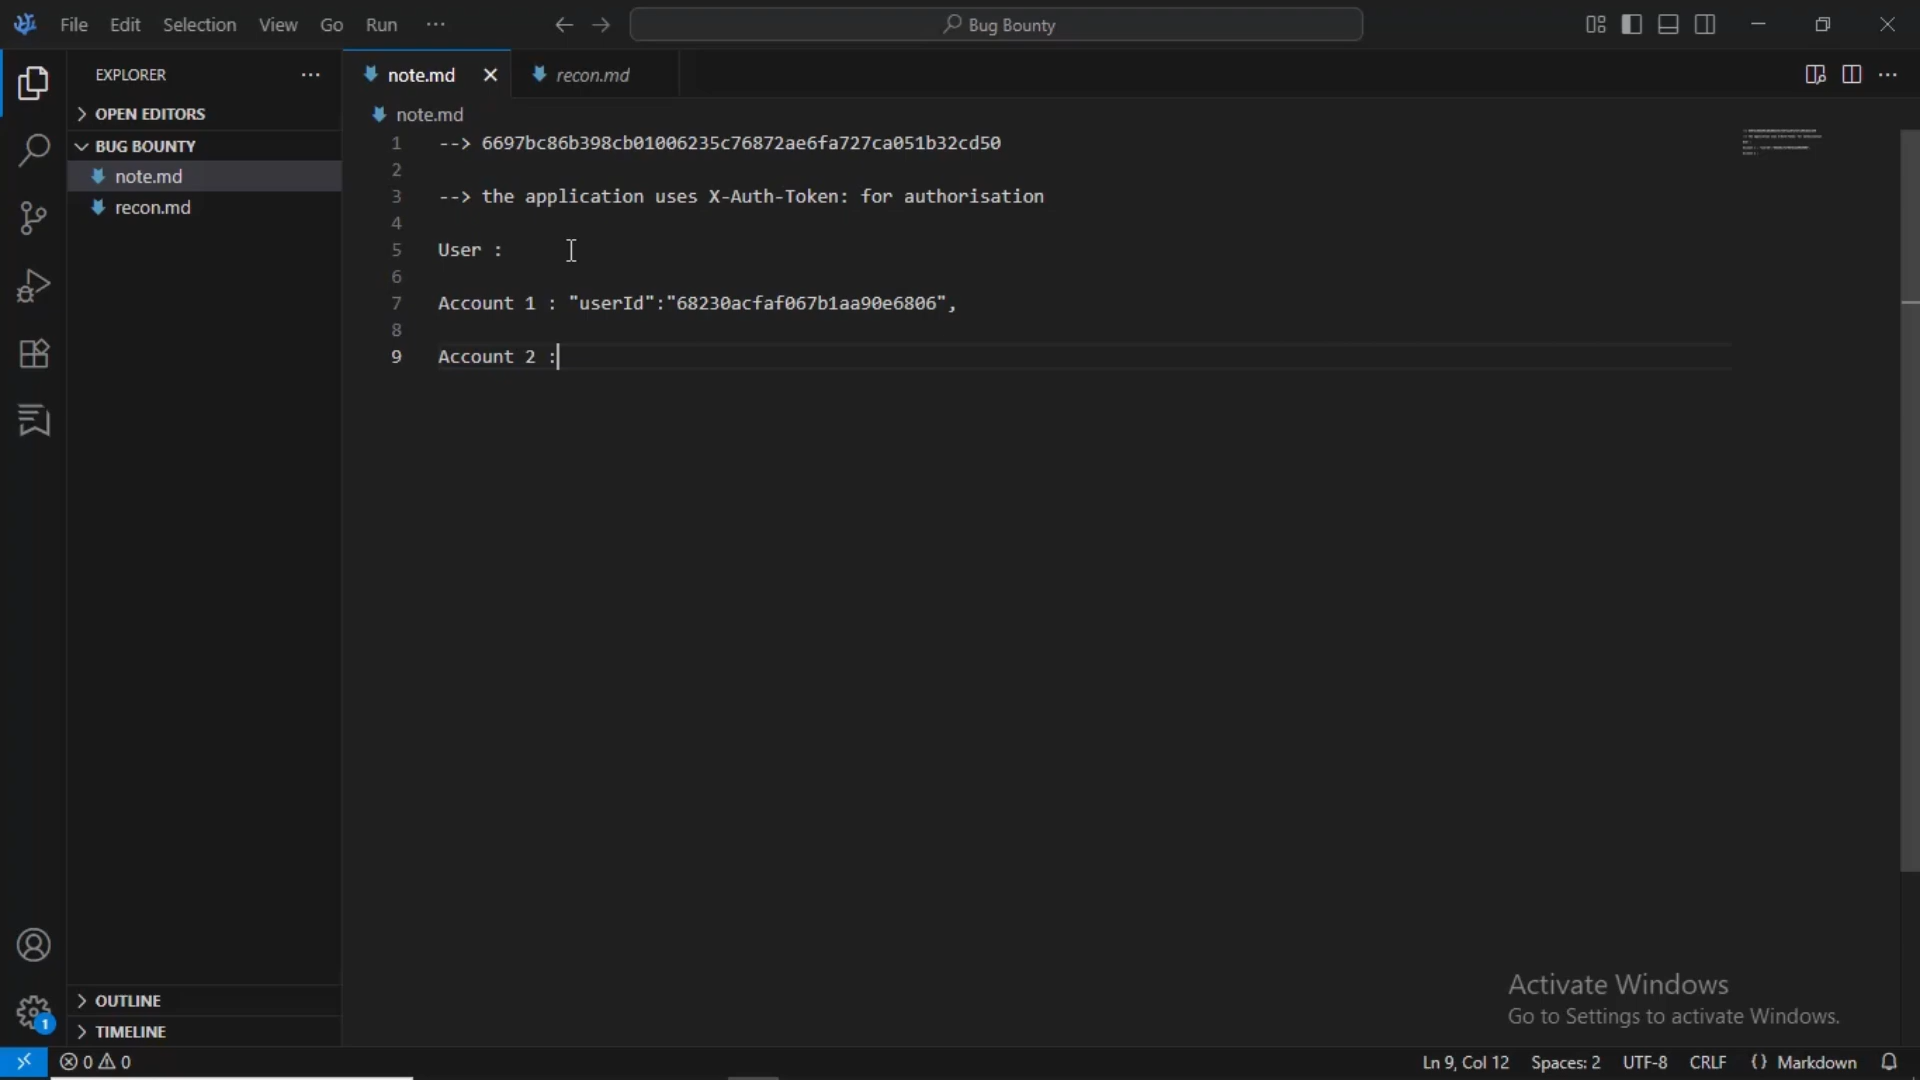 File Edit Selection View Go Run ··· Bug Bounty
EXPLORER ···
OPEN EDITORS
BUG BOUNTY
note.md
recon.md
OUTLINE
TIMELINE
note.md recon.md ···
note.md
1 --> 6697bc86b398cb01006235c76872ae6fa727ca051b32cd50
2
3 --> the application uses X-Auth-Token: for authorisation
4
5 User :
6
7 Account 1 : "userId":"68230acfaf067b1aa90e6806",
8
9 Account 2 :
Activate Windows
Go to Settings to activate Windows.
1
0 0 Ln 9, Col 12 Spaces: 2 UTF-8 CRLF {} Markdown